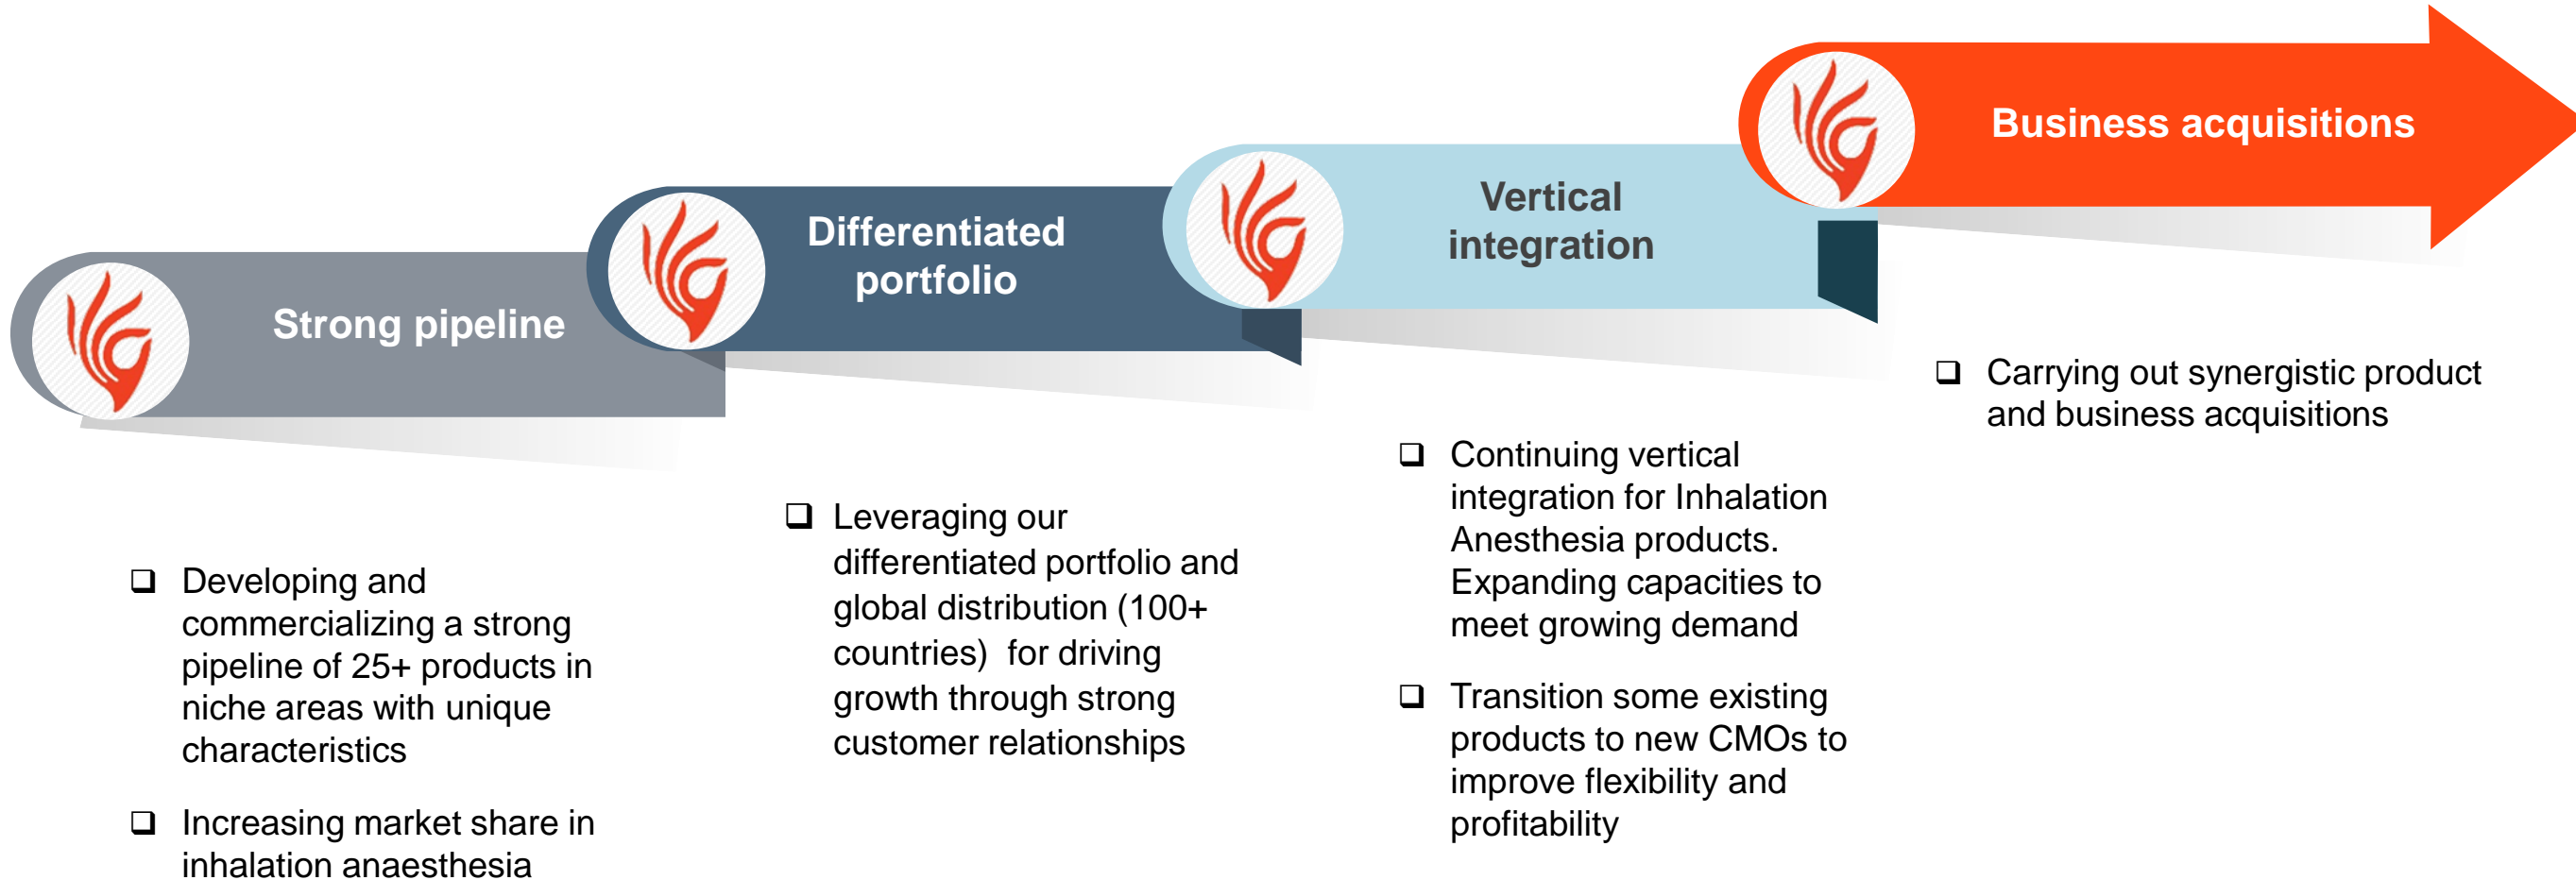 Strong pipeline
❑ Developing and
commercializing a strong
pipeline of 25+ products in
niche areas with unique
characteristics
❑ Increasing market share in
inhalation anaesthesia
Differentiated
portfolio
❑ Leveraging our
differentiated portfolio and
global distribution (100+
countries)  for driving
growth through strong
customer relationships
Vertical
integration
❑ Continuing vertical
integration for Inhalation
Anesthesia products.
Expanding capacities to
meet growing demand
❑ Transition some existing
products to new CMOs to
improve flexibility and
profitability
Business acquisitions
❑ Carrying out synergistic product
and business acquisitions